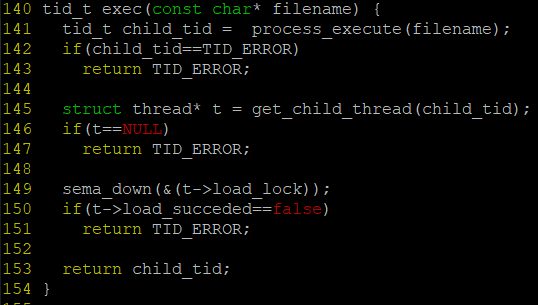 140 tid_t exec(const char* filename) {
141   tid_t child_tid =  process_execute(filename);
142   if(child_tid==TID_ERROR)
143     return TID_ERROR;
144
145   struct thread* t = get_child_thread(child_tid);
146   if(t==NULL)
147     return TID_ERROR;
148
149   sema_down(&(t->load_lock));
150   if(t->load_succeded==false)
151     return TID_ERROR;
152
153   return child_tid;
154 }